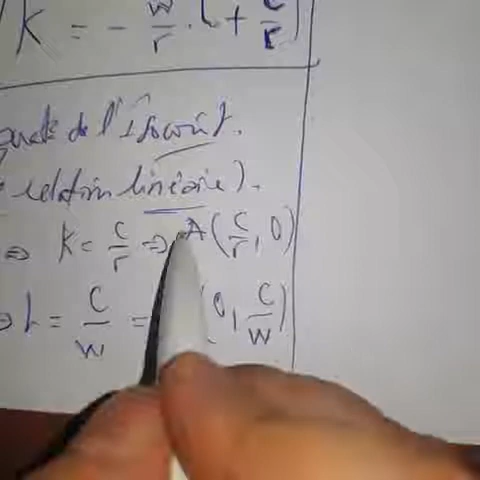 K = - w/r . L + c/r
de l'Isocoût.
relation linéaire).
⇒ K = c/r ⇒ A(c/r, 0)
⇒ L = c/w = (0, c/w)